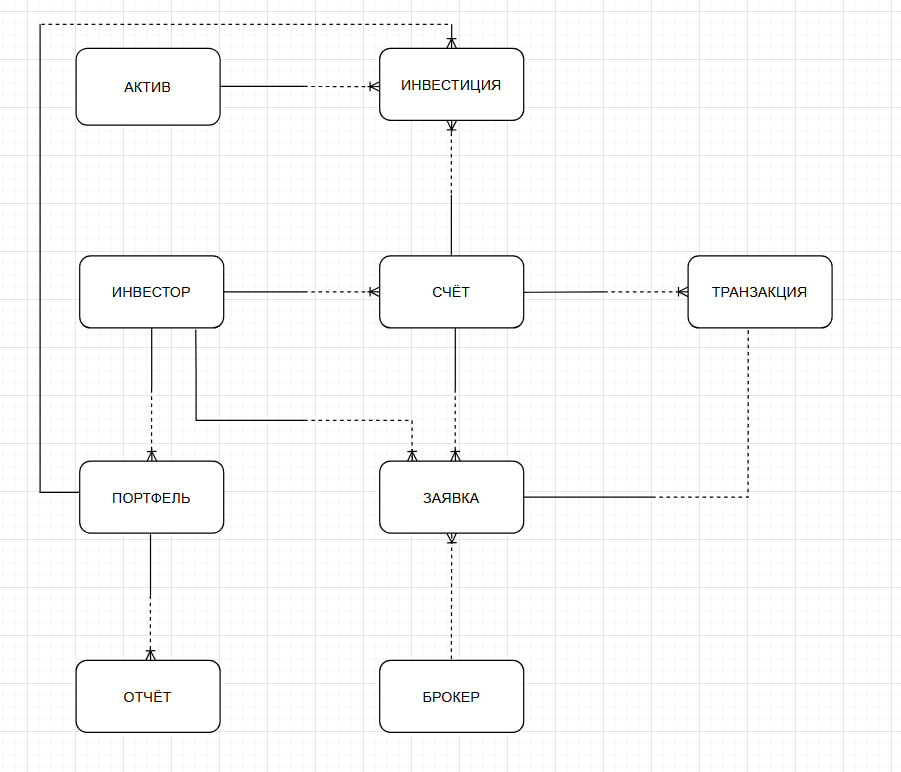 АКТИВ
ИНВЕСТИЦИЯ
ИНВЕСТОР
СЧЁТ
ТРАНЗАКЦИЯ
ПОРТФЕЛЬ
ЗАЯВКА
ОТЧЁТ
БРОКЕР